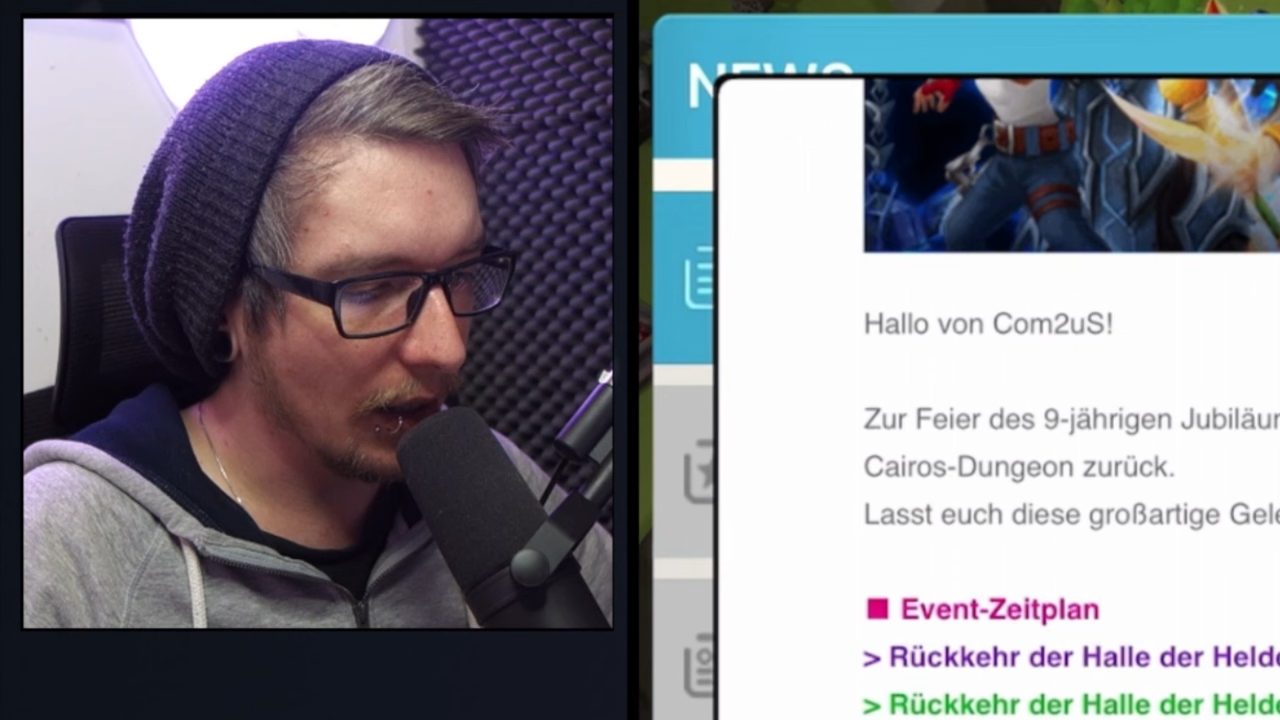 NEWS
Hallo von Com2uS!
Zur Feier des 9-jährigen
Cairos-Dungeon zurück.
Lasst euch diese großartige
■ Event-Zeitplan
> Rückkehr der Halle der
> Rückkehr der Halle der